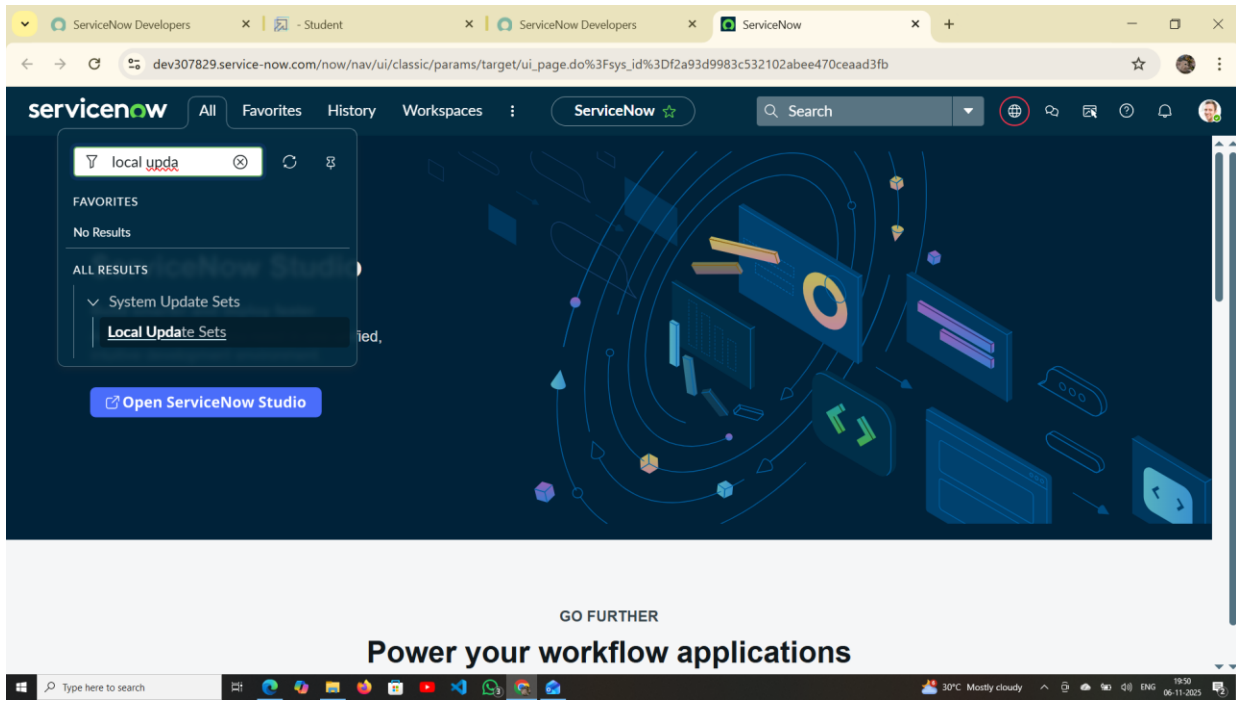 ServiceNow Developers
- Student
ServiceNow Developers
ServiceNow
dev307829.service-now.com/now/nav/ui/classic/params/target/ui_page.do%3Fsys_id%3Df2a93d9983c532102abee470ceaad3fb
servicenow All Favorites History Workspaces ServiceNow Search
local upda
FAVORITES
No Results
ServiceNow Studio
ALL RESULTS
System Update Sets
Local Update Sets
fied,
Open ServiceNow Studio
GO FURTHER
Power your workflow applications
Type here to search
30°C Mostly cloudy
ENG
19:50
06-11-2025